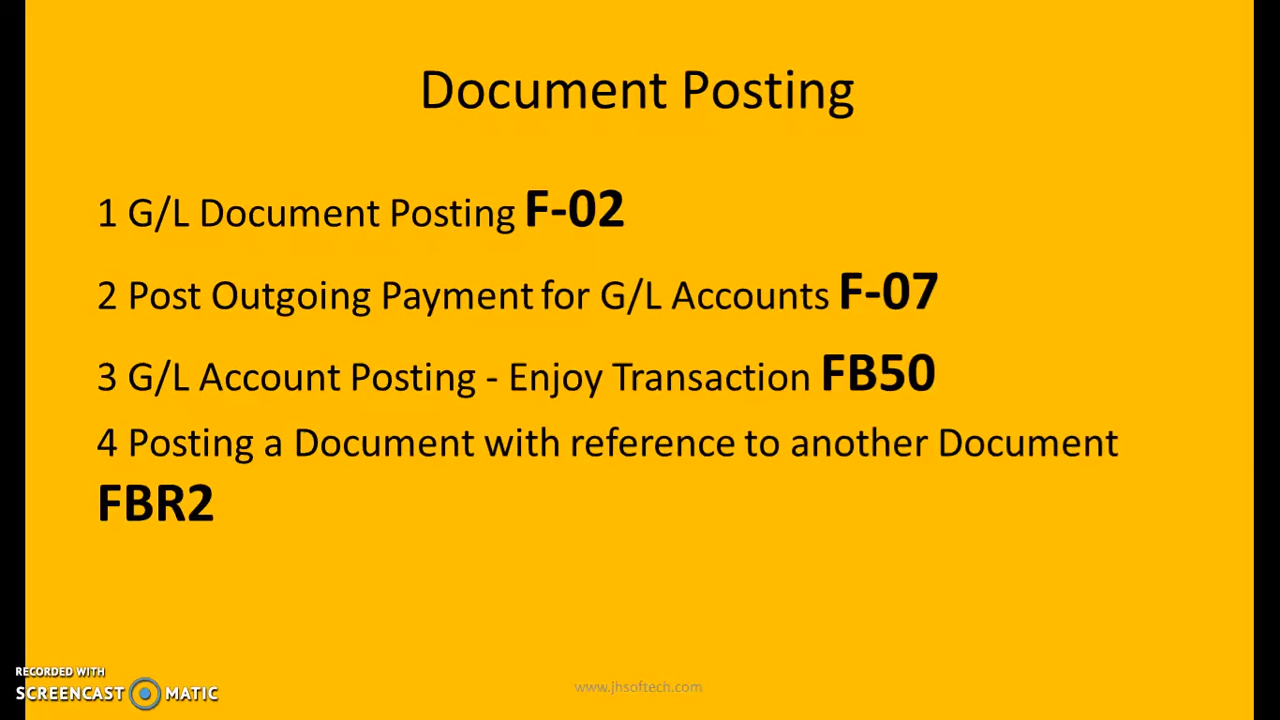 Document Posting
1 G/L Document Posting F-02
2 Post Outgoing Payment for G/L Accounts F-07
3 G/L Account Posting - Enjoy Transaction FB50
4 Posting a Document with reference to another Document
FBR2
RECORDED WITH
SCREENCAST MATIC
www.jhsoftech.com